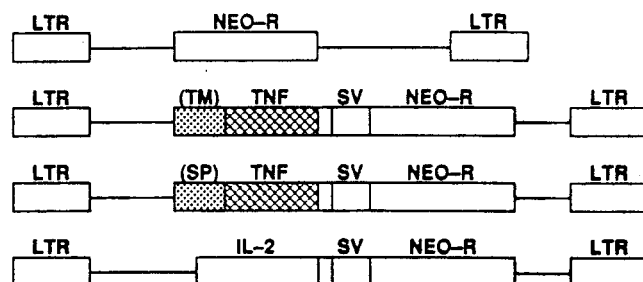 LTR NEO-R LTR
LTR (TM) TNF SV NEO-R LTR
LTR (SP) TNF SV NEO-R LTR
LTR IL-2 SV NEO-R LTR